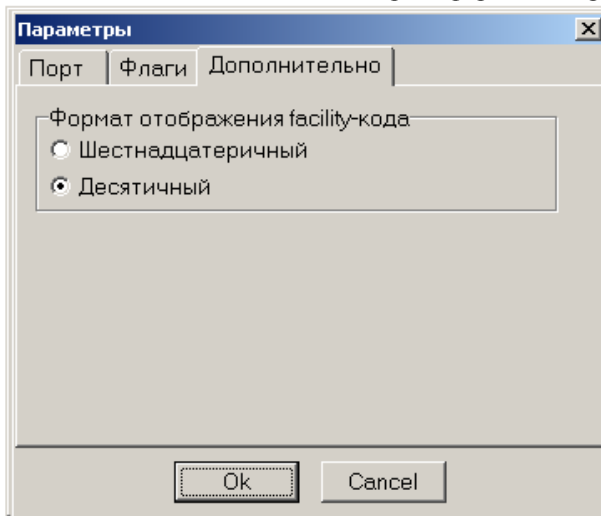 Параметры
Порт Флаги Дополнительно
Формат отображения facility-кода
Шестнадцатеричный
Десятичный
Ok Cancel